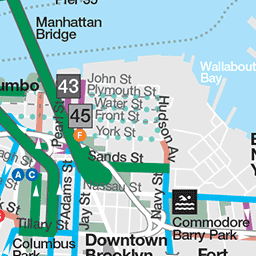 Manhattan
Bridge
Wallabout
Bay
umbo
43
John St
Plymouth St
Water St
Front St
45
York St
F
Pearl St
Hudson Av
Sands St
A C
Nassau St
Adams St
Jay St
Navy St
Tillary St
Commodore
Barry Park
Columbus
Park
Downtown
Brooklyn
Fort